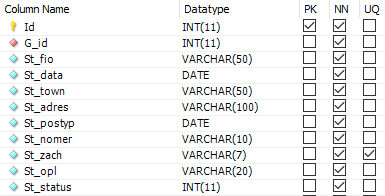 Column Name Datatype PK NN UQ
Id INT(11)
G_id INT(11)
St_fio VARCHAR(50)
St_data DATE
St_town VARCHAR(50)
St_adres VARCHAR(100)
St_postyp DATE
St_nomer VARCHAR(10)
St_zach VARCHAR(7)
St_opl VARCHAR(20)
St_status INT(11)